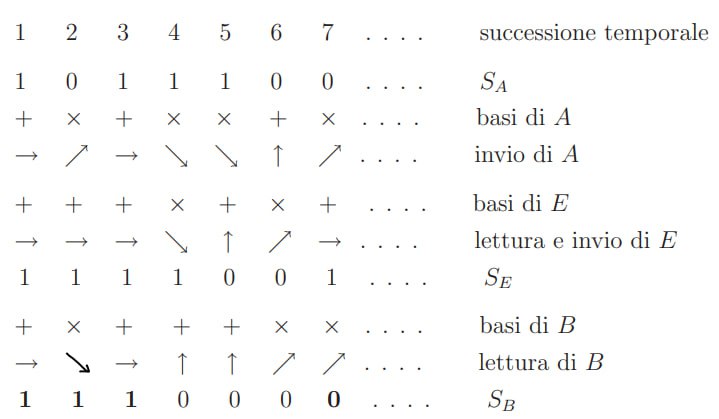 1 2 3 4 5 6 7 . . . . successione temporale
1 0 1 1 1 0 0 . . . . S_A
+ × + × × + × . . . . basi di A
→ ↗ → ↘ ↘ ↑ ↗ . . . . invio di A
+ + + × + × + . . . . basi di E
→ → → ↘ ↑ ↗ → . . . . lettura e invio di E
1 1 1 1 0 0 1 . . . . S_E
+ × + + + × × . . . . basi di B
→ ↘ → ↑ ↑ ↗ ↗ . . . . lettura di B
1 1 1 0 0 0 0 . . . . S_B